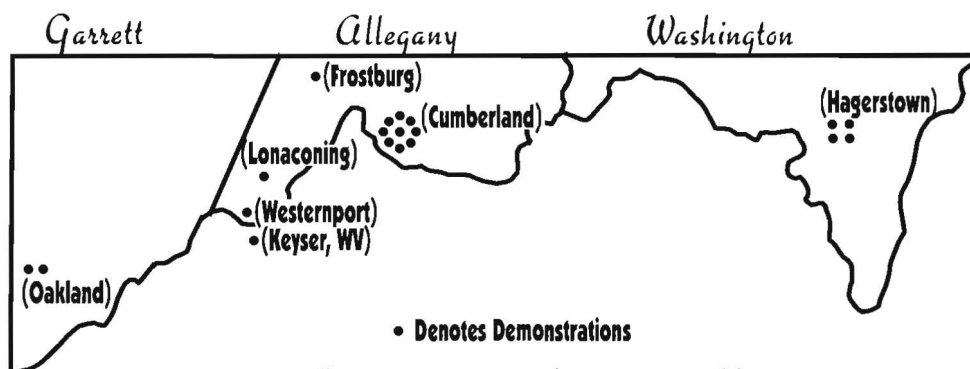 Garrett
Allegany
Washington
(Frostburg)
(Cumberland)
(Hagerstown)
(Lonaconing)
(Westernport)
(Keyser, WV)
(Oakland)
• Denotes Demonstrations